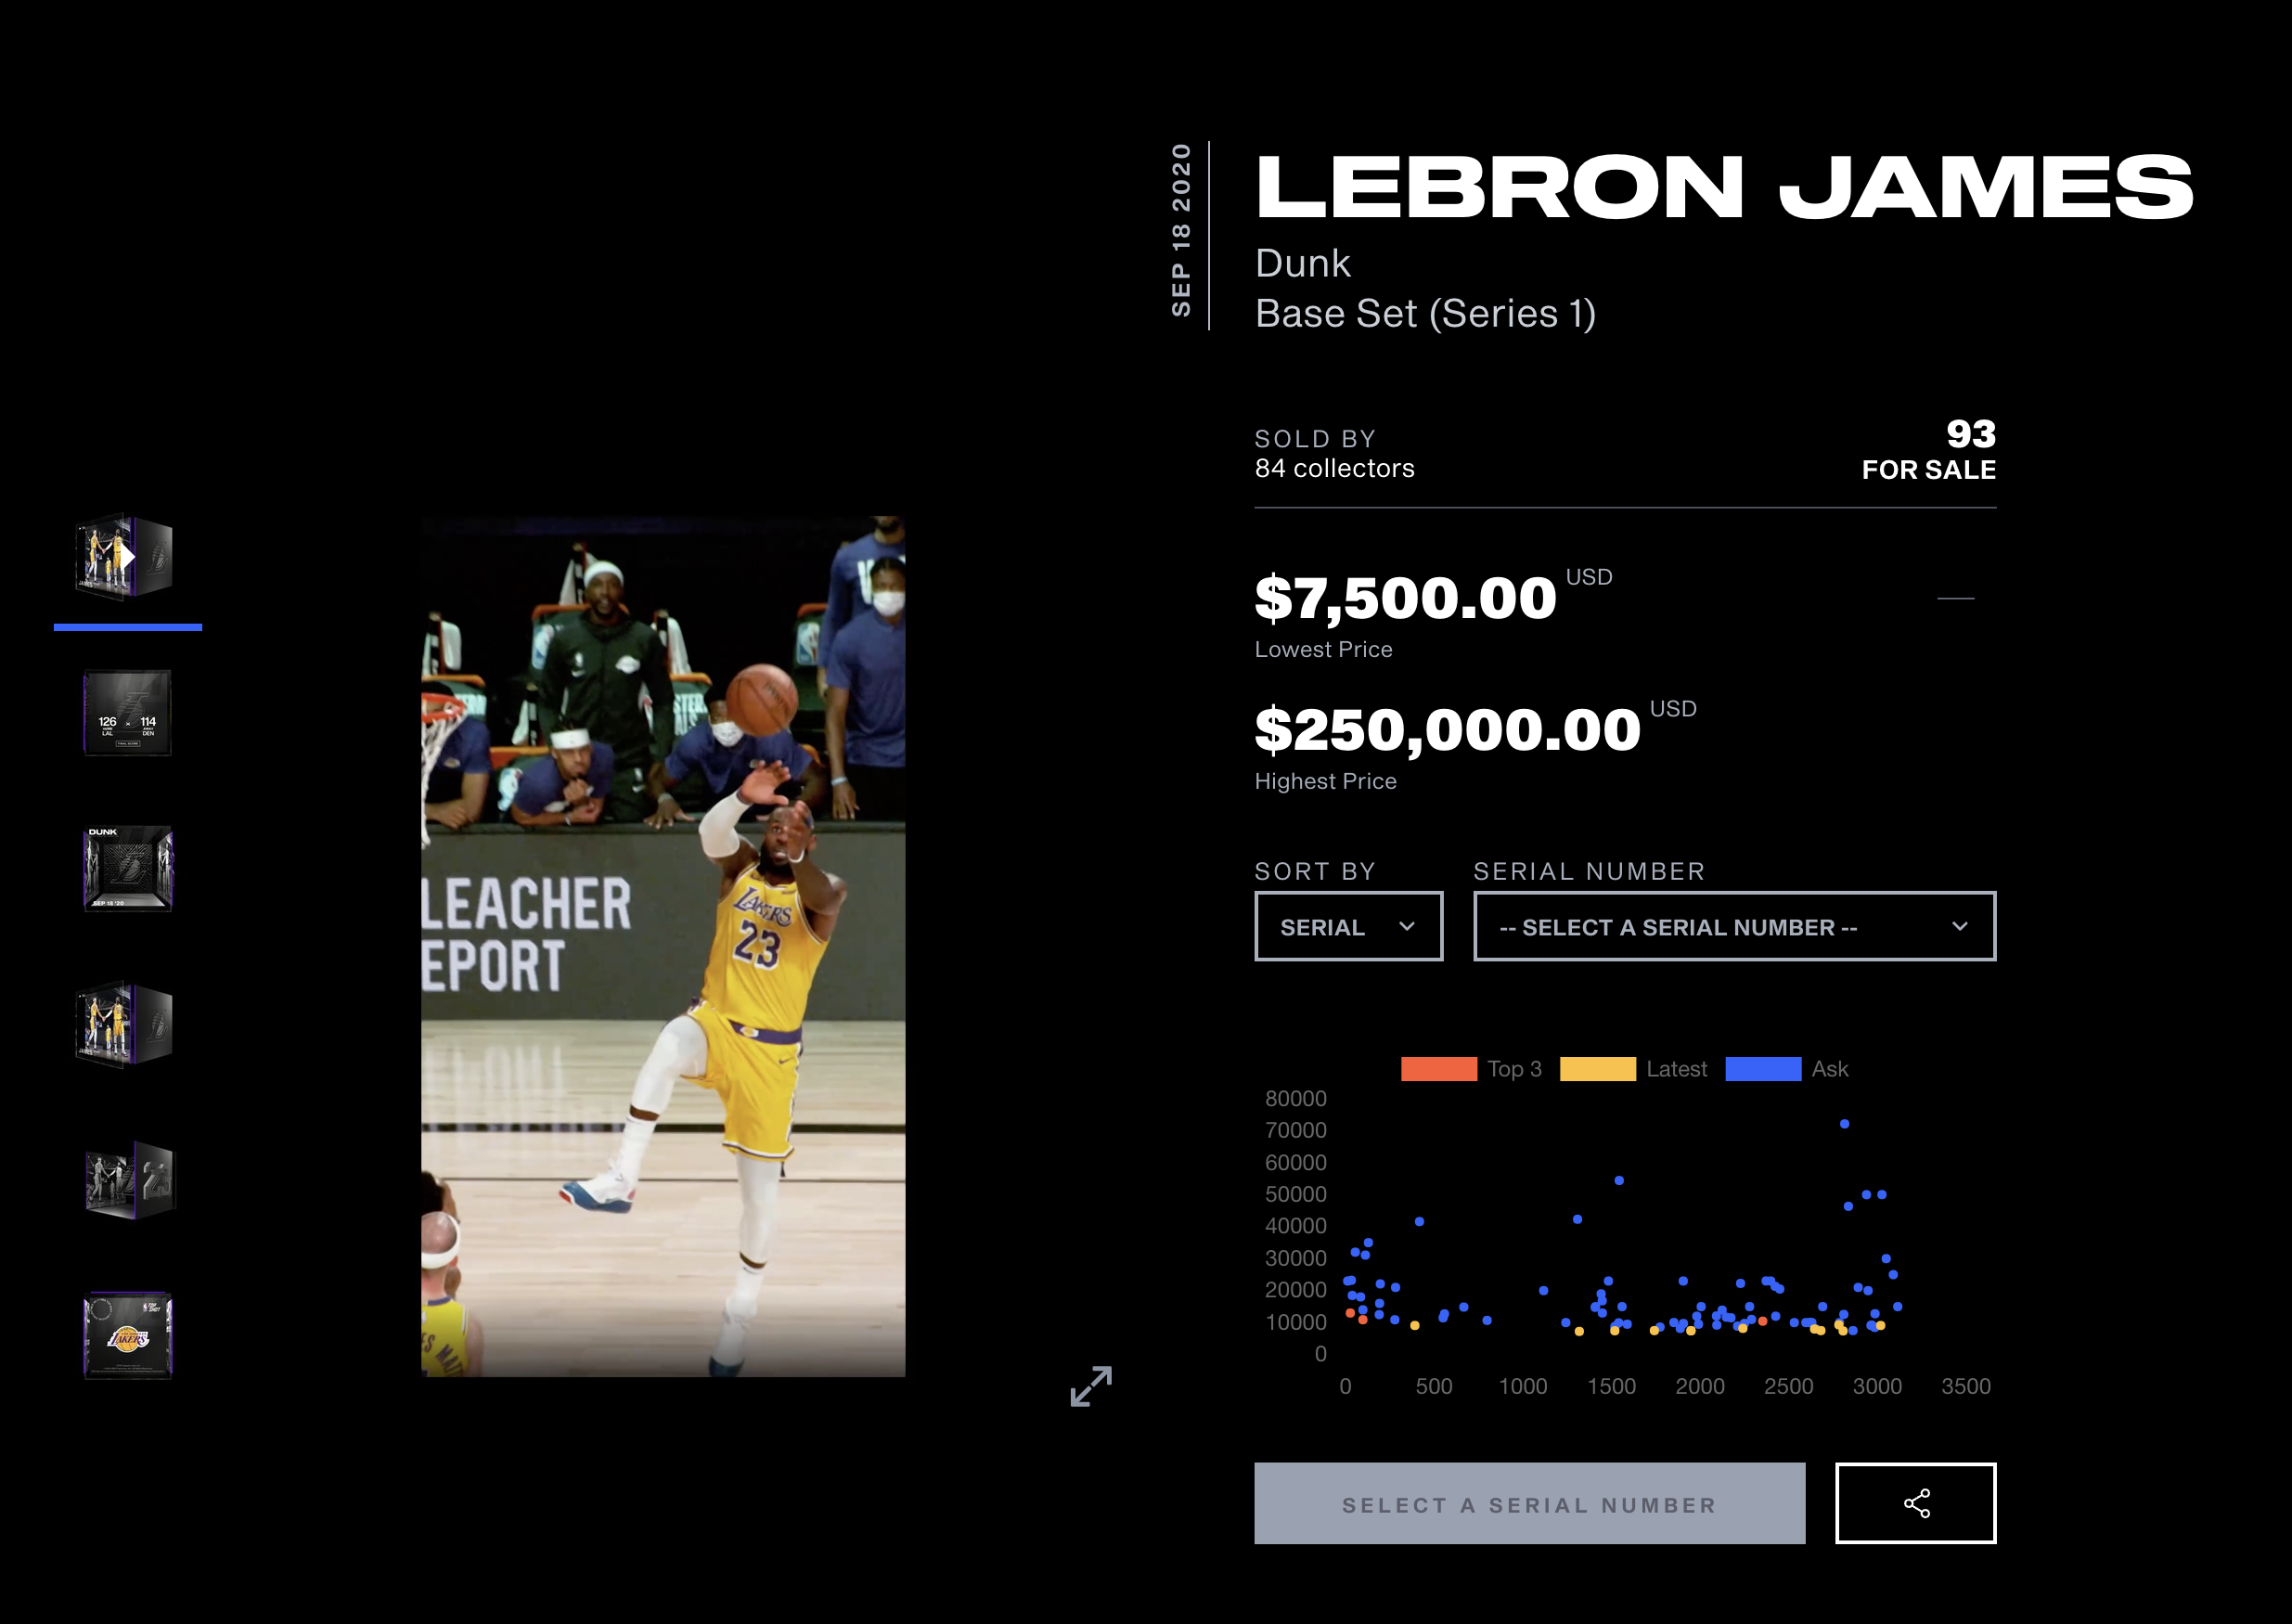 SEP 18 2020
LEBRON JAMES
Dunk
Base Set (Series 1)
SOLD BY
84 collectors
93
FOR SALE
$7,500.00 USD
Lowest Price
$250,000.00 USD
Highest Price
SORT BY
SERIAL
SERIAL NUMBER
-- SELECT A SERIAL NUMBER --
Top 3 Latest Ask
80000
70000
60000
50000
40000
30000
20000
10000
0
0 500 1000 1500 2000 2500 3000 3500
SELECT A SERIAL NUMBER
LEACHER
EPORT
LAKERS
23
126 114
LAL DEN
FINAL SCORE
DUNK
SEP 18 '20
LAKERS